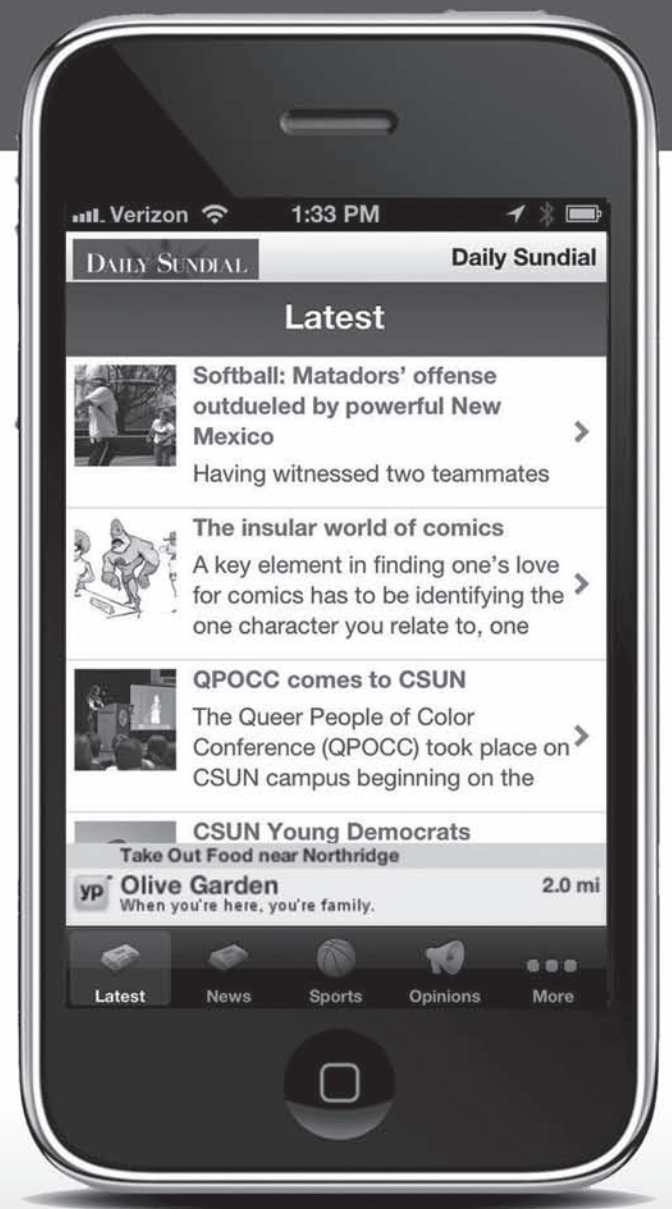 Verizon 1:33 PM
DAILY SUNDIAL Daily Sundial
Latest
Softball: Matadors' offense
outdueled by powerful New
Mexico
Having witnessed two teammates
The insular world of comics
A key element in finding one's love
for comics has to be identifying the
one character you relate to, one
QPOCC comes to CSUN
The Queer People of Color
Conference (QPOCC) took place on
CSUN campus beginning on the
CSUN Young Democrats
Take Out Food near Northridge
yp Olive Garden 2.0 mi
When you're here, you're family.
Latest News Sports Opinions More